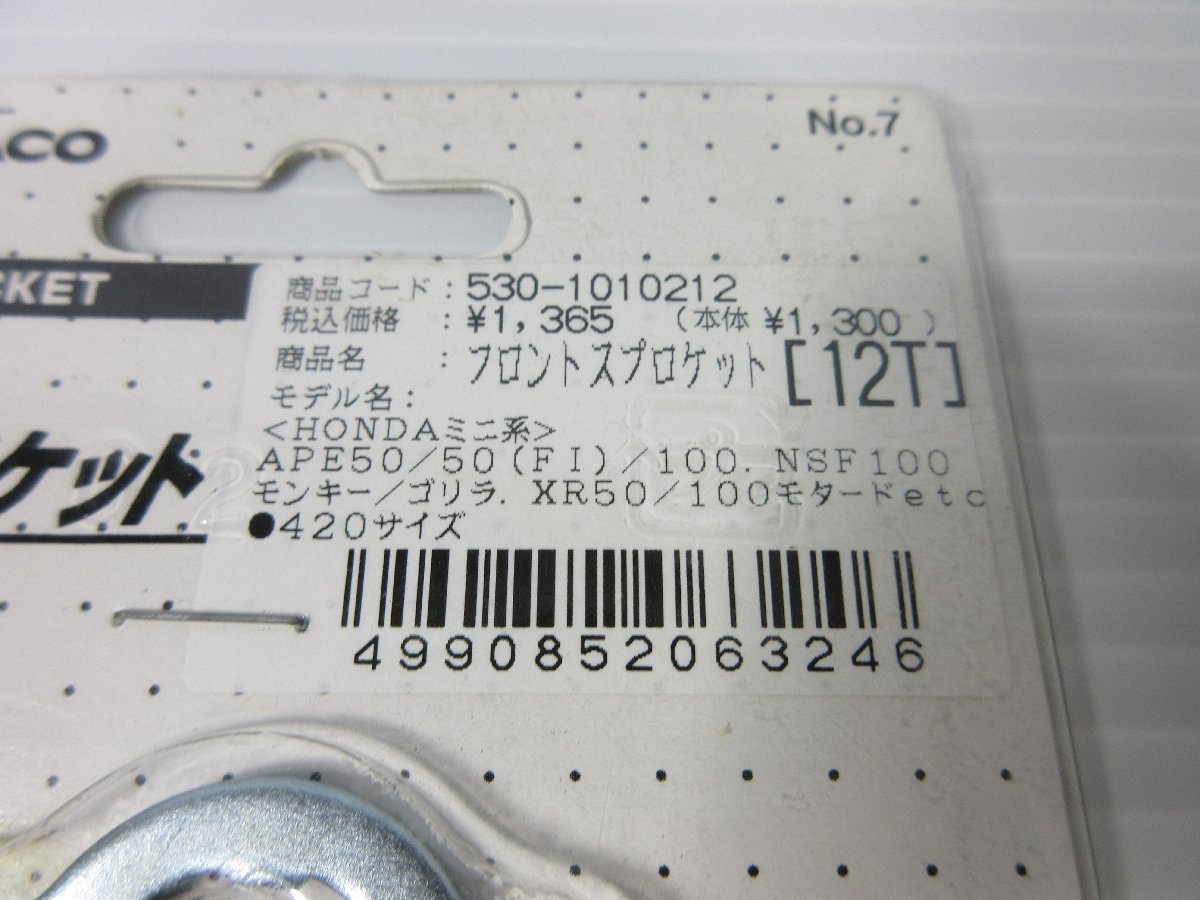 ACO
No.7
CKET
商品コード : 530-1010212
税込価格 : ¥1,365 (本体 ¥1,300)
商品名 : フロントスプロケット [12T]
モデル名 :
<HONDAミニ系>
APE50/50(FI)/100. NSF100
モンキー/ゴリラ. XR50/100モタードetc
ケット
●420サイズ
4990852063246